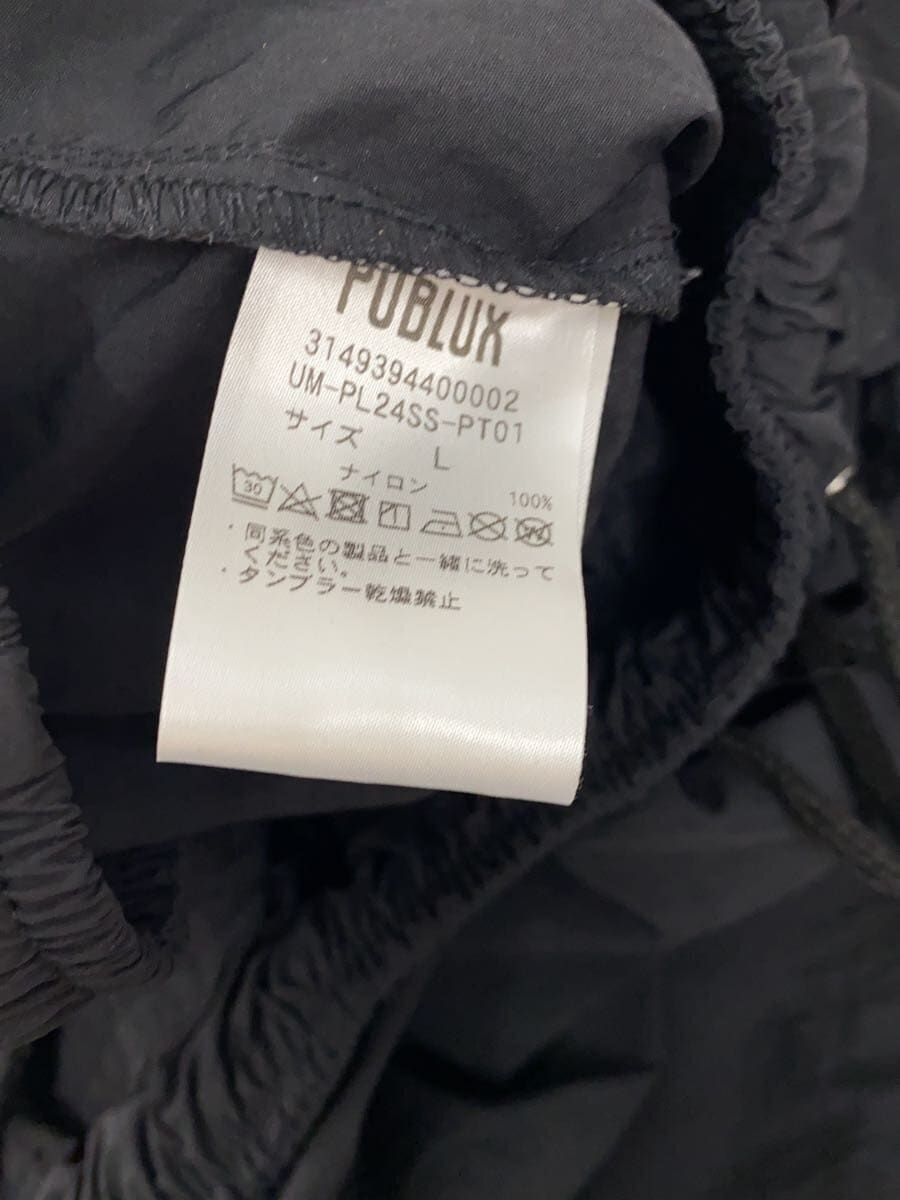 PUBLUX
3149394400002
UM-PL24SS-PT01
サイズ L
ナイロン 100%
30
・同系色の製品と一緒に洗って
ください。
・タンブラー乾燥禁止